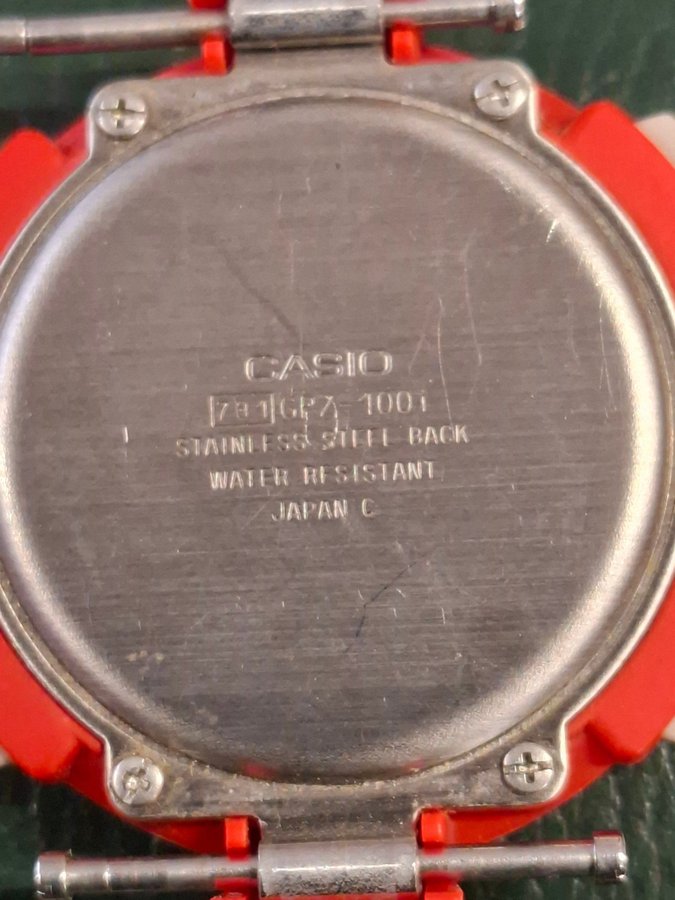 CASIO
781 GPX-1001
STAINLESS STEEL BACK
WATER RESISTANT
JAPAN C